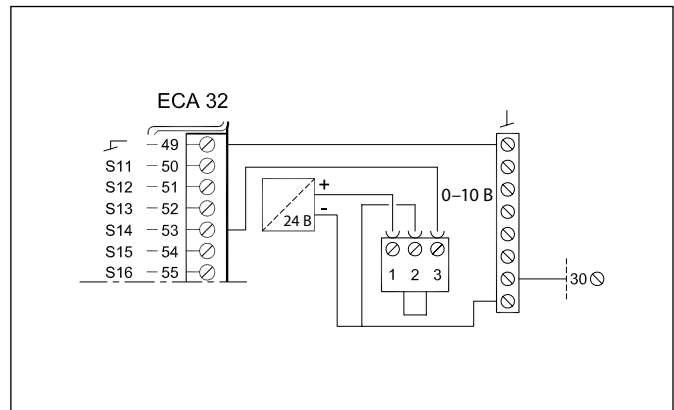 ECA 32
49
S11 50
S12 51
S13 52
S14 53
S15 54
S16 55
+
-
24 В
0–10 В
1 2 3
30